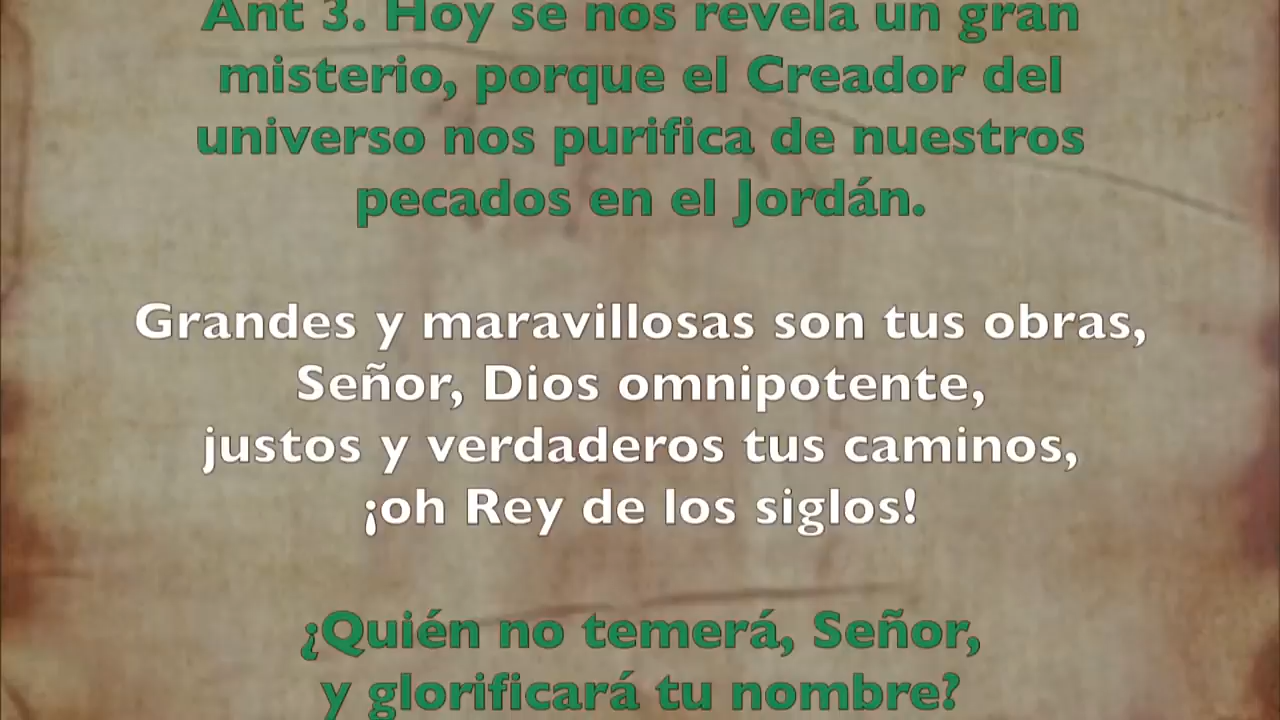 Ant 3. Hoy se nos revela un gran
misterio, porque el Creador del
universo nos purifica de nuestros
pecados en el Jordán.
Grandes y maravillosas son tus obras,
Señor, Dios omnipotente,
justos y verdaderos tus caminos,
¡oh Rey de los siglos!
¿Quién no temerá, Señor,
y glorificará tu nombre?